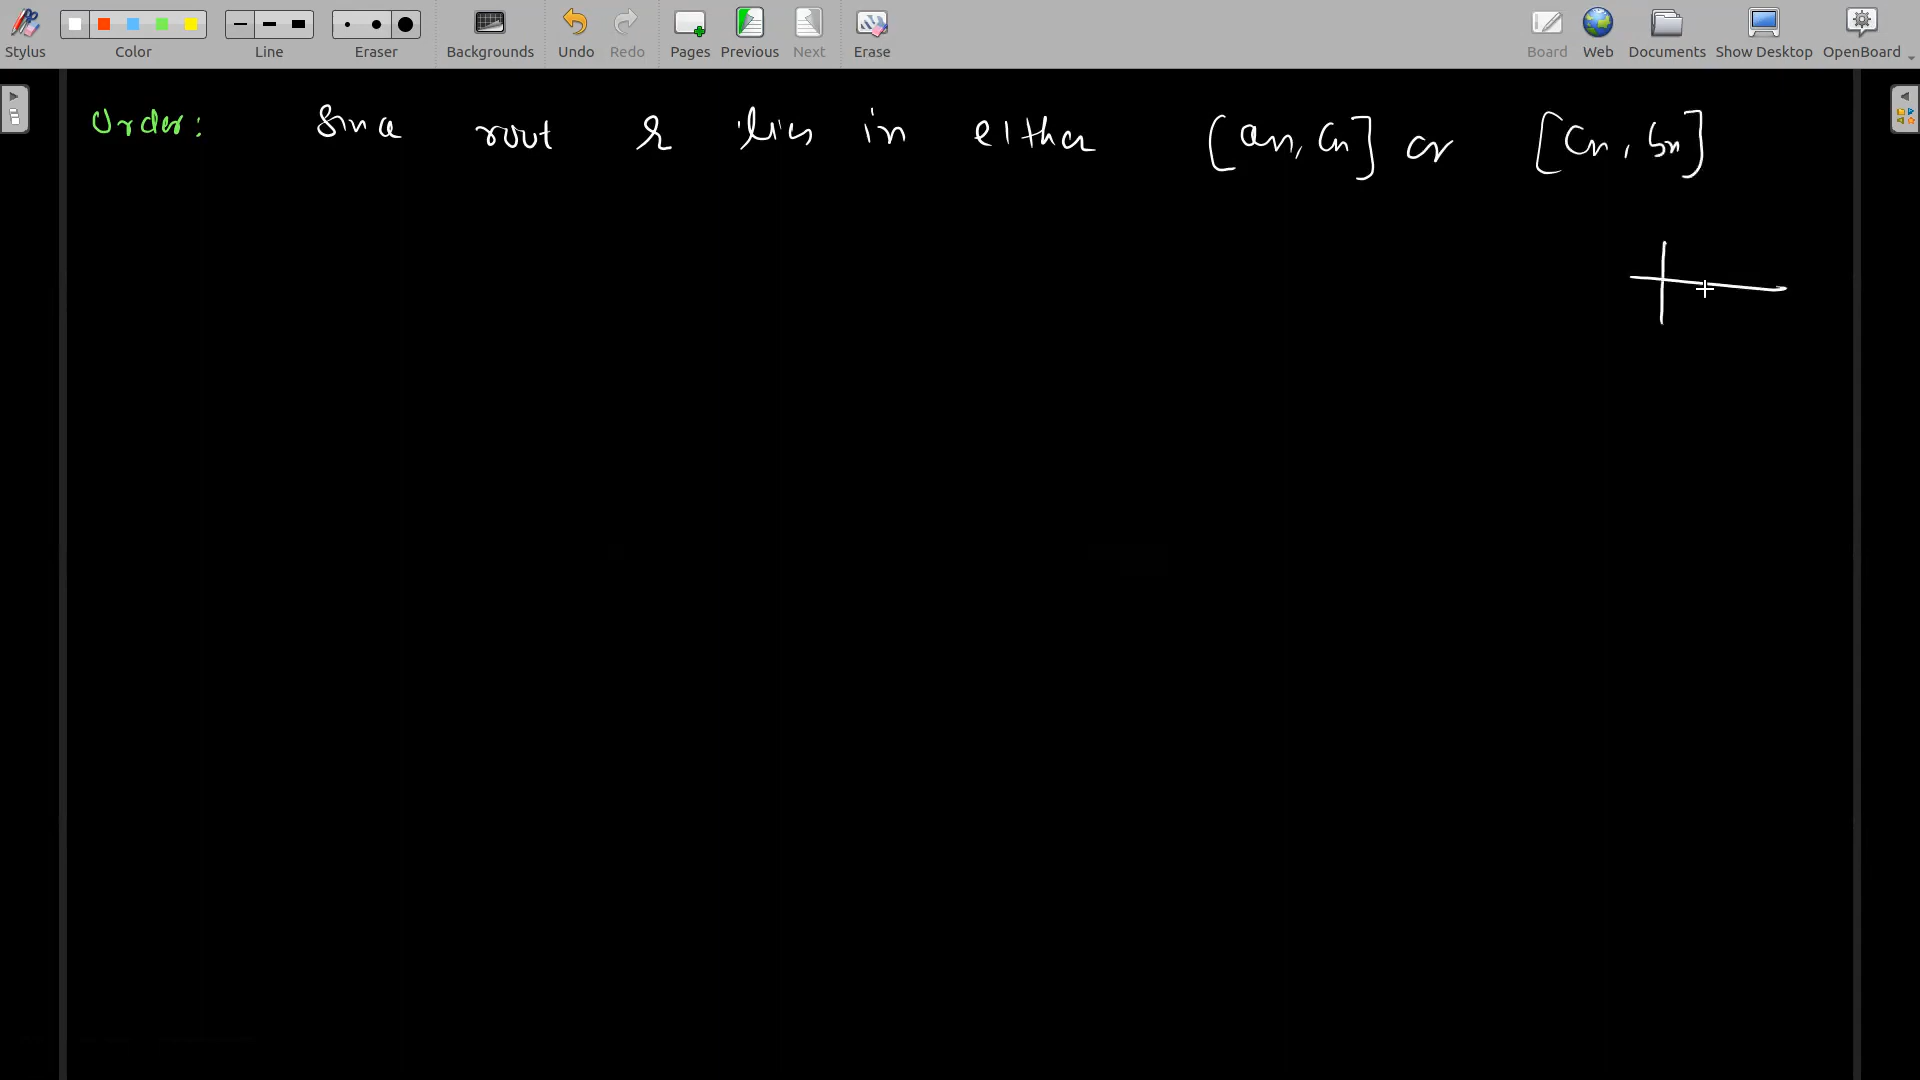 Stylus Color Line Eraser Backgrounds Undo Redo Pages Previous Next Erase Board Web Documents Show Desktop OpenBoard
Order: Since root r lies in either [an, cn] or [cn, bn]